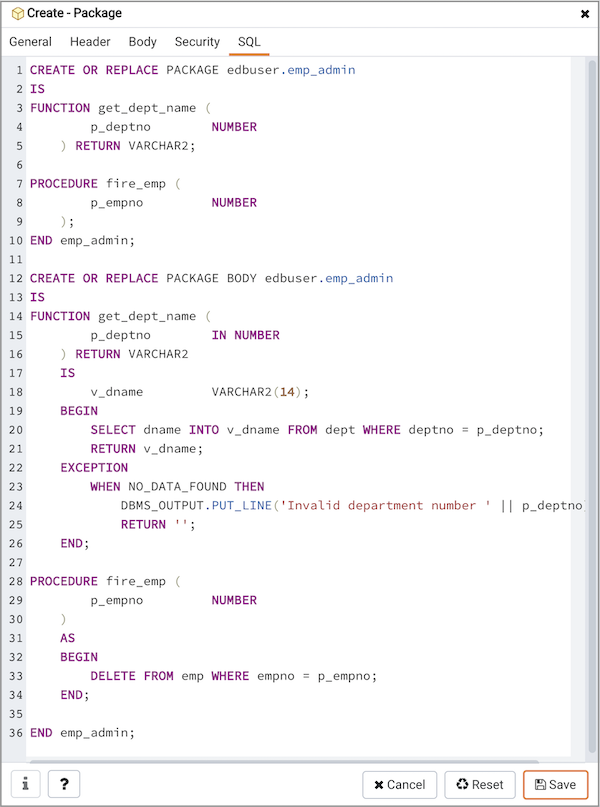 Create - Package
General Header Body Security SQL
1 CREATE OR REPLACE PACKAGE edbuser.emp_admin
2 IS
3 FUNCTION get_dept_name (
4         p_deptno        NUMBER
5     ) RETURN VARCHAR2;
6
7 PROCEDURE fire_emp (
8         p_empno         NUMBER
9     );
10 END emp_admin;
11
12 CREATE OR REPLACE PACKAGE BODY edbuser.emp_admin
13 IS
14 FUNCTION get_dept_name (
15         p_deptno        IN NUMBER
16     ) RETURN VARCHAR2
17     IS
18         v_dname         VARCHAR2(14);
19     BEGIN
20         SELECT dname INTO v_dname FROM dept WHERE deptno = p_deptno;
21         RETURN v_dname;
22     EXCEPTION
23         WHEN NO_DATA_FOUND THEN
24             DBMS_OUTPUT.PUT_LINE('Invalid department number ' || p_deptno)
25             RETURN '';
26     END;
27
28 PROCEDURE fire_emp (
29         p_empno         NUMBER
30     )
31     AS
32     BEGIN
33         DELETE FROM emp WHERE empno = p_empno;
34     END;
35
36 END emp_admin;
i ? Cancel Reset Save